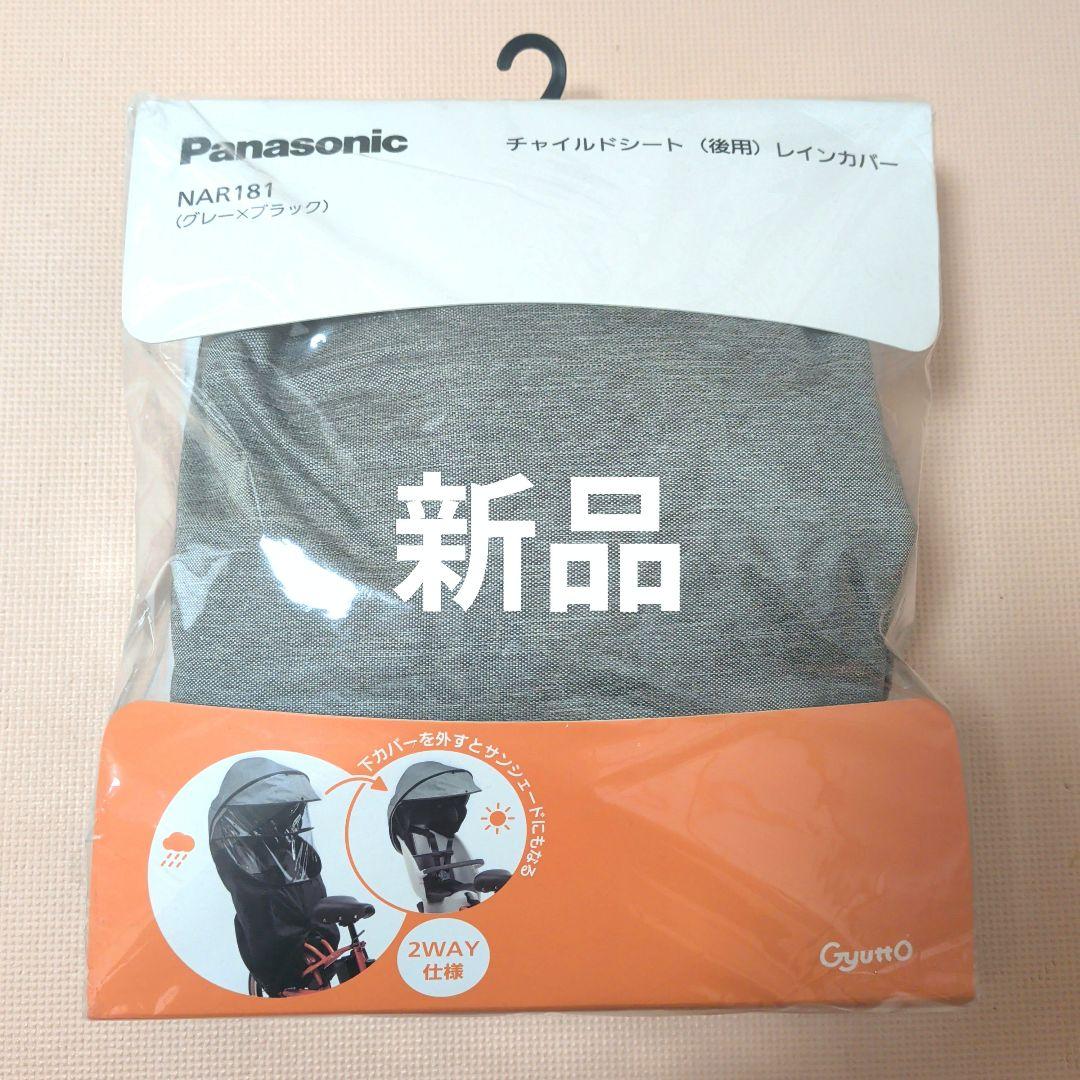 Panasonic
チャイルドシート（後用）レインカバー
NAR181
（グレー×ブラック）
新品
下カバーを外すとサンシェードにもなる
2WAY
仕様
Gyutto